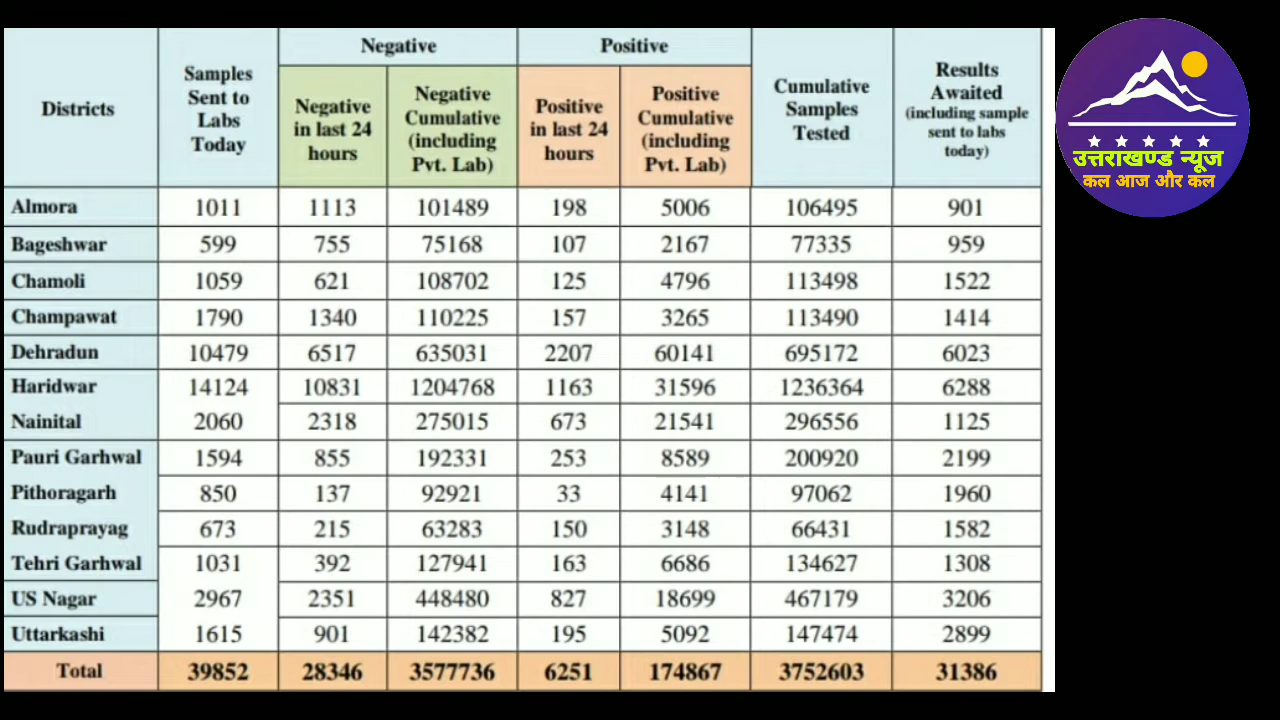 Districts Samples Sent to Labs Today Negative Positive Cumulative Samples Tested Results Awaited (including sample sent to labs today)
Negative in last 24 hours Negative Cumulative (including Pvt. Lab) Positive in last 24 hours Positive Cumulative (including Pvt. Lab)
Almora 1011 1113 101489 198 5006 106495 901
Bageshwar 599 755 75168 107 2167 77335 959
Chamoli 1059 621 108702 125 4796 113498 1522
Champawat 1790 1340 110225 157 3265 113490 1414
Dehradun 10479 6517 635031 2207 60141 695172 6023
Haridwar 14124 10831 1204768 1163 31596 1236364 6288
Nainital 2060 2318 275015 673 21541 296556 1125
Pauri Garhwal 1594 855 192331 253 8589 200920 2199
Pithoragarh 850 137 92921 33 4141 97062 1960
Rudraprayag 673 215 63283 150 3148 66431 1582
Tehri Garhwal 1031 392 127941 163 6686 134627 1308
US Nagar 2967 2351 448480 827 18699 467179 3206
Uttarkashi 1615 901 142382 195 5092 147474 2899
Total 39852 28346 3577736 6251 174867 3752603 31386
उत्तराखण्ड न्यूज
कल आज और कल